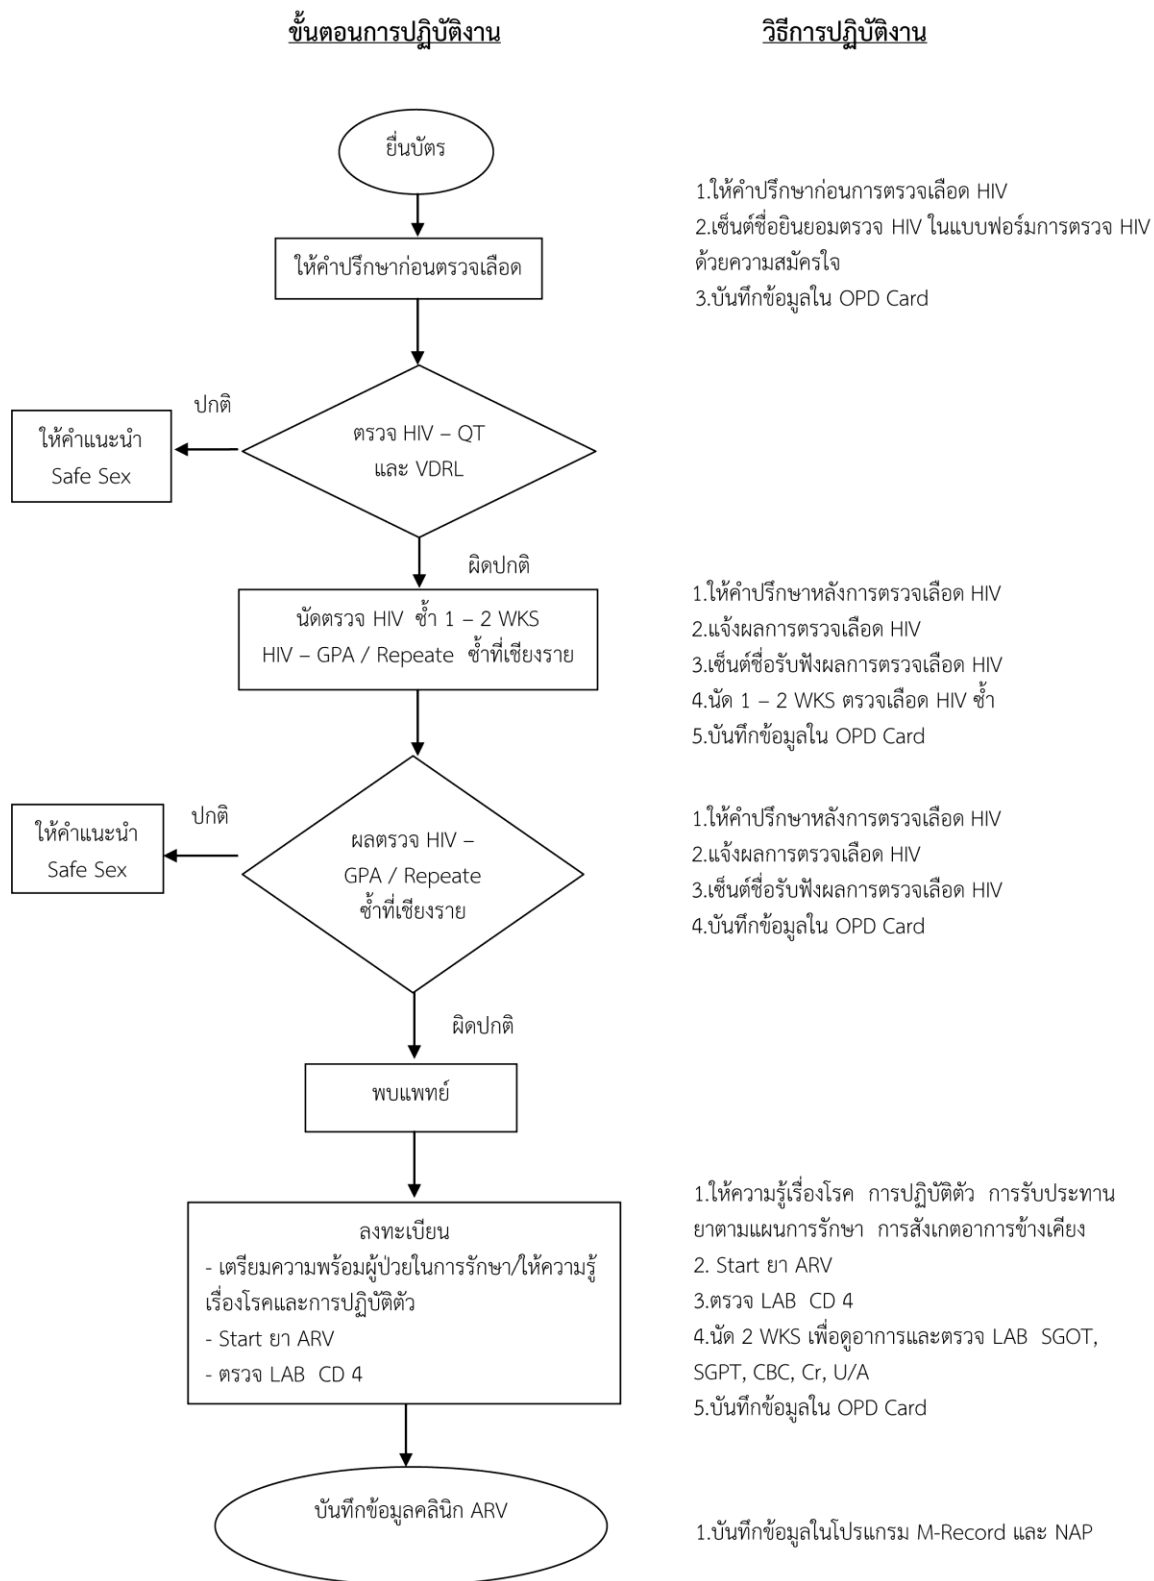 ขั้นตอนการปฏิบัติงาน
วิธีการปฏิบัติงาน
ยื่นบัตร
1.ให้คำปรึกษาก่อนการตรวจเลือด HIV
2.เซ็นต์ชื่อยินยอมตรวจ HIV ในแบบฟอร์มการตรวจ HIV
ด้วยความสมัครใจ
3.บันทึกข้อมูลใน OPD Card
ให้คำปรึกษาก่อนตรวจเลือด
ตรวจ HIV – QT
และ VDRL
ปกติ
ให้คำแนะนำ
Safe Sex
ผิดปกติ
นัดตรวจ HIV ซ้ำ 1 – 2 WKS
HIV – GPA / Repeate ซ้ำที่เชียงราย
1.ให้คำปรึกษาหลังการตรวจเลือด HIV
2.แจ้งผลการตรวจเลือด HIV
3.เซ็นต์ชื่อรับฟังผลการตรวจเลือด HIV
4.นัด 1 – 2 WKS ตรวจเลือด HIV ซ้ำ
5.บันทึกข้อมูลใน OPD Card
ผลตรวจ HIV –
GPA / Repeate
ซ้ำที่เชียงราย
ปกติ
ให้คำแนะนำ
Safe Sex
1.ให้คำปรึกษาหลังการตรวจเลือด HIV
2.แจ้งผลการตรวจเลือด HIV
3.เซ็นต์ชื่อรับฟังผลการตรวจเลือด HIV
4.บันทึกข้อมูลใน OPD Card
ผิดปกติ
พบแพทย์
ลงทะเบียน
- เตรียมความพร้อมผู้ป่วยในการรักษา/ให้ความรู้
เรื่องโรคและการปฏิบัติตัว
- Start ยา ARV
- ตรวจ LAB CD 4
1.ให้ความรู้เรื่องโรค การปฏิบัติตัว การรับประทาน
ยาตามแผนการรักษา การสังเกตอาการข้างเคียง
2. Start ยา ARV
3.ตรวจ LAB CD 4
4.นัด 2 WKS เพื่อดูอาการและตรวจ LAB SGOT,
SGPT, CBC, Cr, U/A
5.บันทึกข้อมูลใน OPD Card
บันทึกข้อมูลคลินิก ARV
1.บันทึกข้อมูลในโปรแกรม M-Record และ NAP